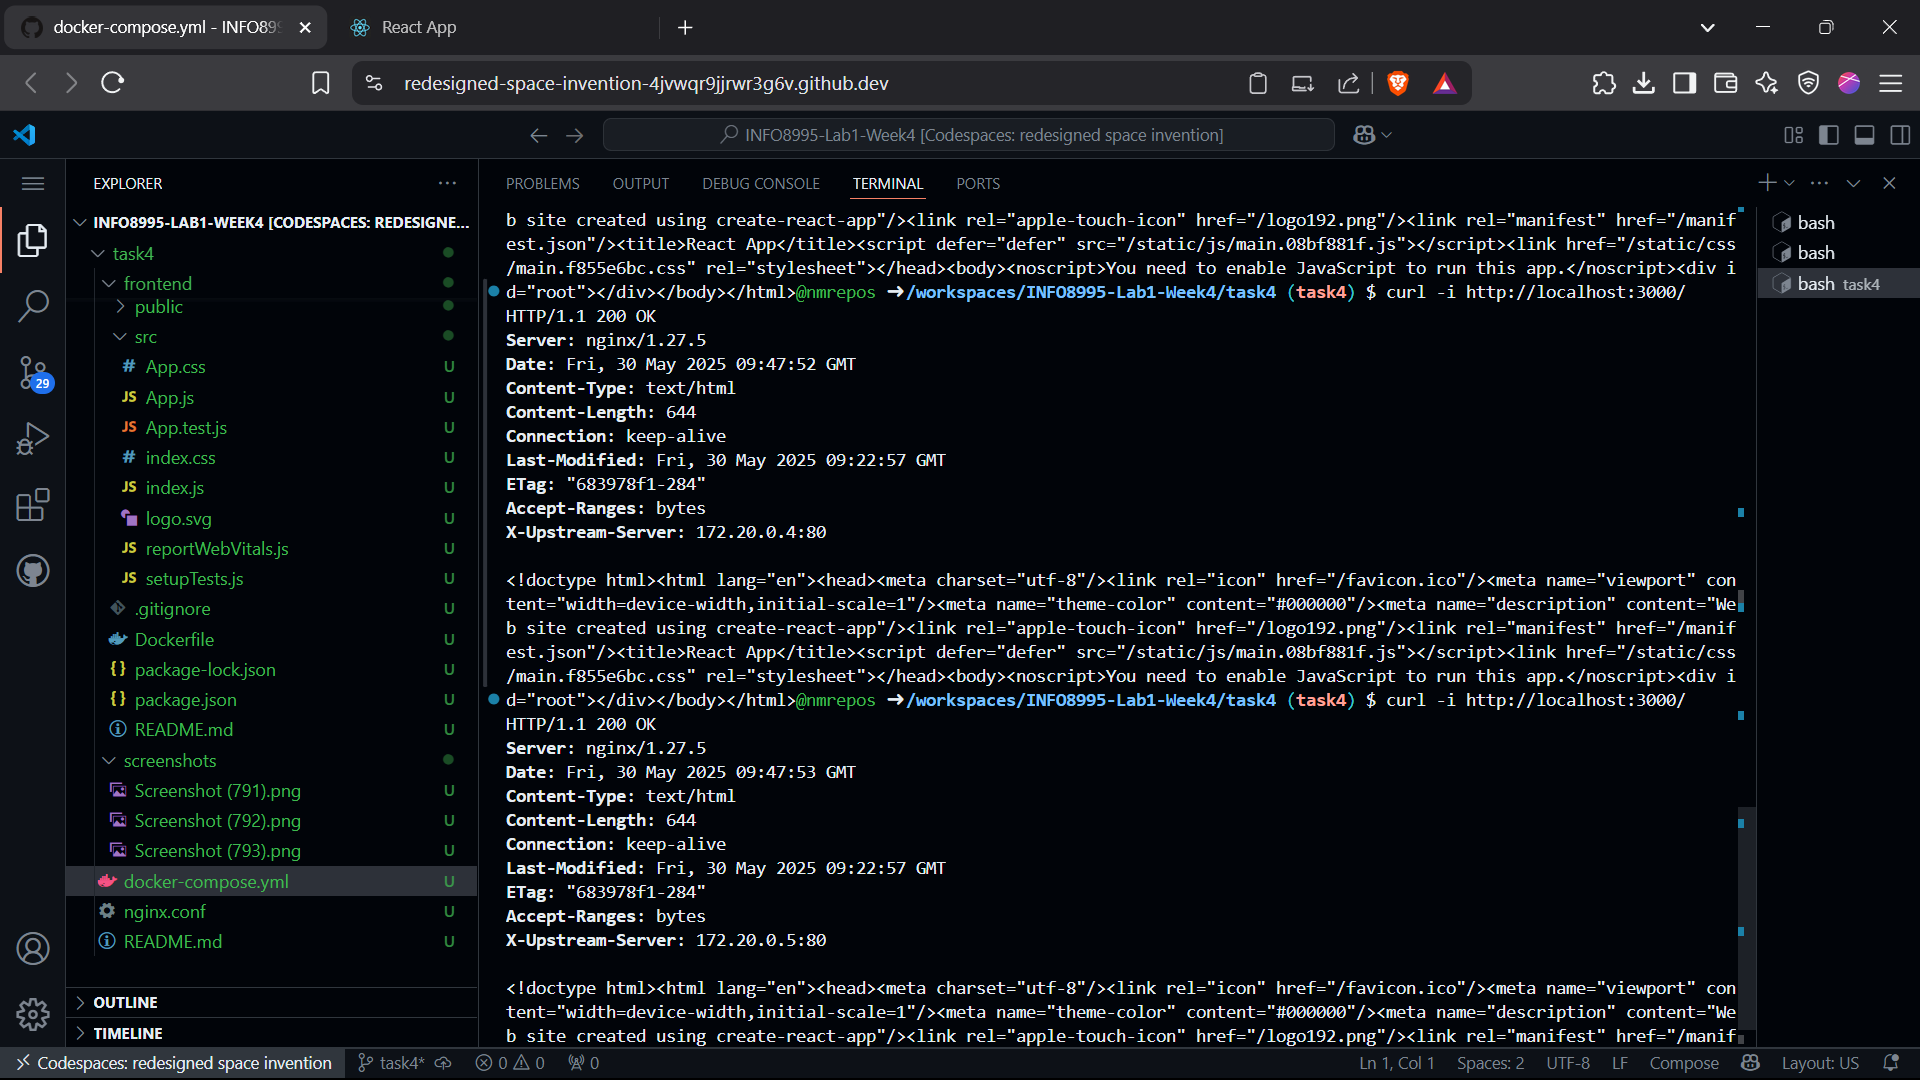 docker-compose.yml - INFO89
React App
redesigned-space-invention-4jvwqr9jjrwr3g6v.github.dev
INFO8995-Lab1-Week4 [Codespaces: redesigned space invention]
EXPLORER
INFO8995-LAB1-WEEK4 [CODESPACES: REDESIGNE...
task4
frontend
public
src
# App.css U
JS App.js U
JS App.test.js U
# index.css U
JS index.js U
logo.svg U
JS reportWebVitals.js U
JS setupTests.js U
.gitignore U
Dockerfile U
{} package-lock.json U
{} package.json U
README.md U
screenshots
Screenshot (791).png U
Screenshot (792).png U
Screenshot (793).png U
docker-compose.yml U
nginx.conf U
README.md U
OUTLINE
TIMELINE
29
PROBLEMS OUTPUT DEBUG CONSOLE TERMINAL PORTS
b site created using create-react-app"/><link rel="apple-touch-icon" href="/logo192.png"/><link rel="manifest" href="/manif
est.json"/><title>React App</title><script defer="defer" src="/static/js/main.08bf881f.js"></script><link href="/static/css
/main.f855e6bc.css" rel="stylesheet"></head><body><noscript>You need to enable JavaScript to run this app.</noscript><div i
d="root"></div></body></html>@nmrepos ➜/workspaces/INFO8995-Lab1-Week4/task4 (task4) $ curl -i http://localhost:3000/
HTTP/1.1 200 OK
Server: nginx/1.27.5
Date: Fri, 30 May 2025 09:47:52 GMT
Content-Type: text/html
Content-Length: 644
Connection: keep-alive
Last-Modified: Fri, 30 May 2025 09:22:57 GMT
ETag: "683978f1-284"
Accept-Ranges: bytes
X-Upstream-Server: 172.20.0.4:80
<!doctype html><html lang="en"><head><meta charset="utf-8"/><link rel="icon" href="/favicon.ico"/><meta name="viewport" con
tent="width=device-width,initial-scale=1"/><meta name="theme-color" content="#000000"/><meta name="description" content="We
b site created using create-react-app"/><link rel="apple-touch-icon" href="/logo192.png"/><link rel="manifest" href="/manif
est.json"/><title>React App</title><script defer="defer" src="/static/js/main.08bf881f.js"></script><link href="/static/css
/main.f855e6bc.css" rel="stylesheet"></head><body><noscript>You need to enable JavaScript to run this app.</noscript><div i
d="root"></div></body></html>@nmrepos ➜/workspaces/INFO8995-Lab1-Week4/task4 (task4) $ curl -i http://localhost:3000/
HTTP/1.1 200 OK
Server: nginx/1.27.5
Date: Fri, 30 May 2025 09:47:53 GMT
Content-Type: text/html
Content-Length: 644
Connection: keep-alive
Last-Modified: Fri, 30 May 2025 09:22:57 GMT
ETag: "683978f1-284"
Accept-Ranges: bytes
X-Upstream-Server: 172.20.0.5:80
<!doctype html><html lang="en"><head><meta charset="utf-8"/><link rel="icon" href="/favicon.ico"/><meta name="viewport" con
tent="width=device-width,initial-scale=1"/><meta name="theme-color" content="#000000"/><meta name="description" content="We
b site created using create-react-app"/><link rel="apple-touch-icon" href="/logo192.png"/><link rel="manifest" href="/manif
bash
bash
bash task4
Codespaces: redesigned space invention task4* 0 0 0 Ln 1, Col 1 Spaces: 2 UTF-8 LF Compose Layout: US